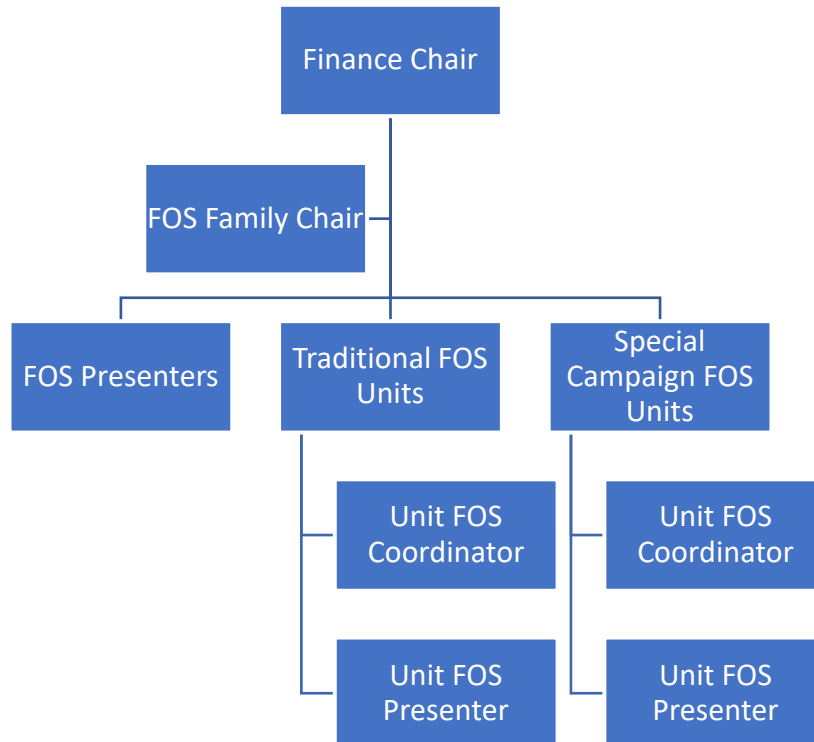 Finance Chair
FOS Family Chair
FOS Presenters
Traditional FOS
Units
Special
Campaign FOS
Units
Unit FOS
Coordinator
Unit FOS
Coordinator
Unit FOS
Presenter
Unit FOS
Presenter